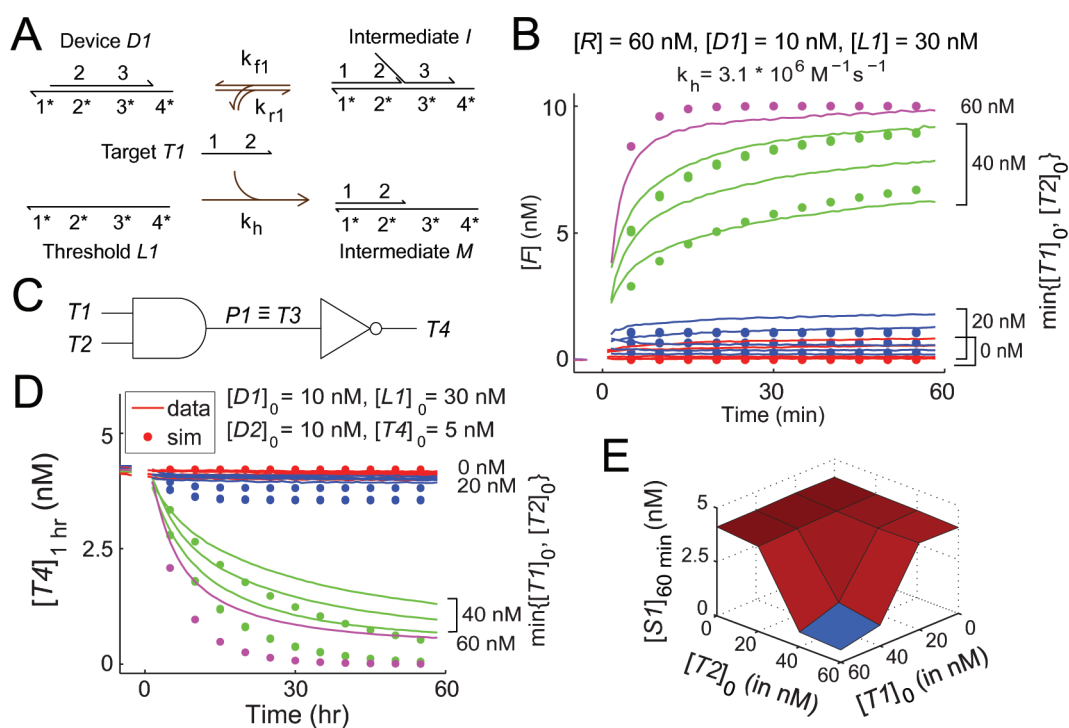 A
Device D1
2 3
1* 2* 3* 4*
k_f1
k_r1
Intermediate I
1 2 3
1* 2* 3* 4*
Target T1
1 2
1* 2* 3* 4*
Threshold L1
k_h
1 2
1* 2* 3* 4*
Intermediate M
B
[R] = 60 nM, [D1] = 10 nM, [L1] = 30 nM
k_h = 3.1 * 10^6 M^−1 s^−1
10
5
0
[F] (nM)
0 30 60
Time (min)
60 nM
40 nM
20 nM
0 nM
min{[T1]_0, [T2]_0}
C
T1
T2
P1 ≡ T3
T4
D
data
sim
[D1]_0 = 10 nM, [L1]_0 = 30 nM
[D2]_0 = 10 nM, [T4]_0 = 5 nM
5
2.5
0
[T4]_1 hr (nM)
0 30 60
Time (hr)
0 nM
20 nM
40 nM
60 nM
min{[T1]_0, [T2]_0}
E
5
2.5
0
[S1]_60 min (nM)
0
20
40
60
[T2]_0 (in nM)
0
20
40
60
[T1]_0 (in nM)